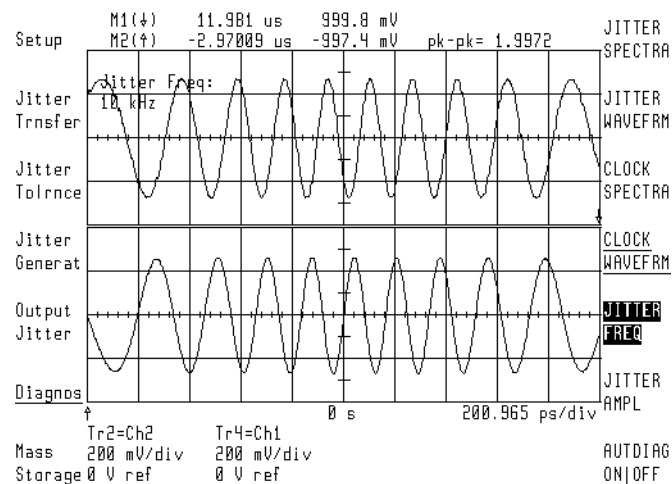 M1(↓) 11.981 us 999.8 mV
Setup M2(↑) -2.97009 us -997.4 mV pk-pk= 1.9972
JITTER
SPECTRA
Jitter Freq:
10 kHz
Jitter
Trnsfer
JITTER
WAVEFRM
Jitter
Tolrnce
CLOCK
SPECTRA
Jitter
Generat
CLOCK
WAVEFRM
Output
Jitter
JITTER
FREQ
Diagnos
JITTER
AMPL
0 s 200.965 ps/div
Tr2=Ch2 Tr4=Ch1
Mass 200 mV/div 200 mV/div
Storage 0 V ref 0 V ref
AUTDIAG
ON|OFF